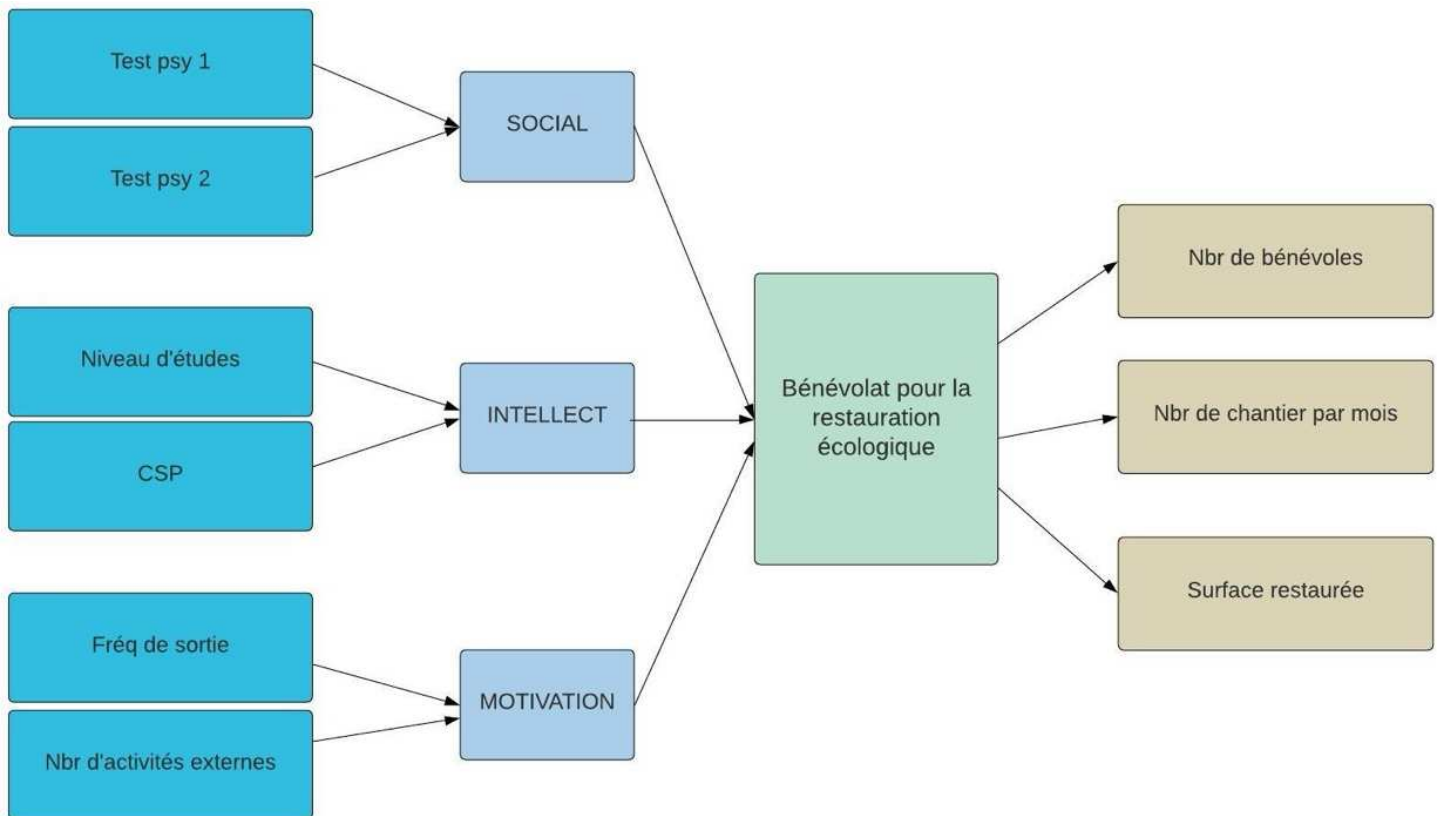 Test psy 1
Test psy 2
SOCIAL
Niveau d'études
CSP
INTELLECT
Fréq de sortie
Nbr d'activités externes
MOTIVATION
Bénévolat pour la
restauration
écologique
Nbr de bénévoles
Nbr de chantier par mois
Surface restaurée